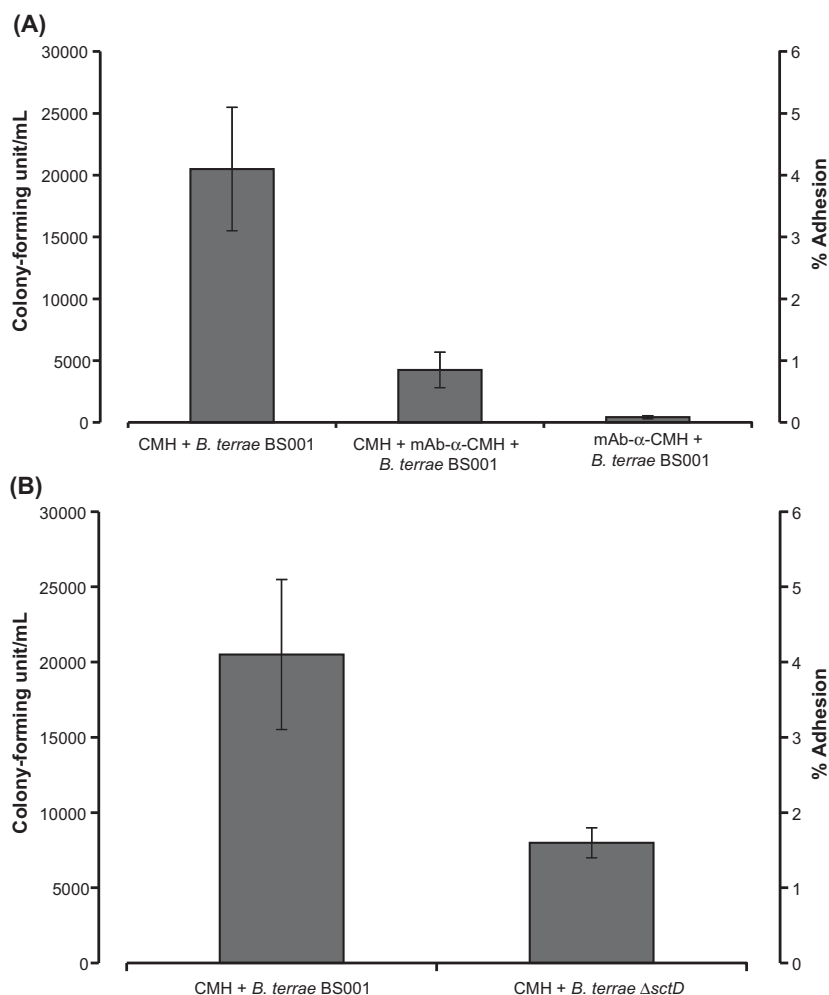 (A)
30000
25000
20000
15000
10000
5000
0
Colony-forming unit/mL
6
5
4
3
2
1
0
% Adhesion
CMH + B. terrae BS001
CMH + mAb-α-CMH +
B. terrae BS001
mAb-α-CMH +
B. terrae BS001
(B)
30000
25000
20000
15000
10000
5000
0
Colony-forming unit/mL
6
5
4
3
2
1
0
% Adhesion
CMH + B. terrae BS001
CMH + B. terrae ΔsctD